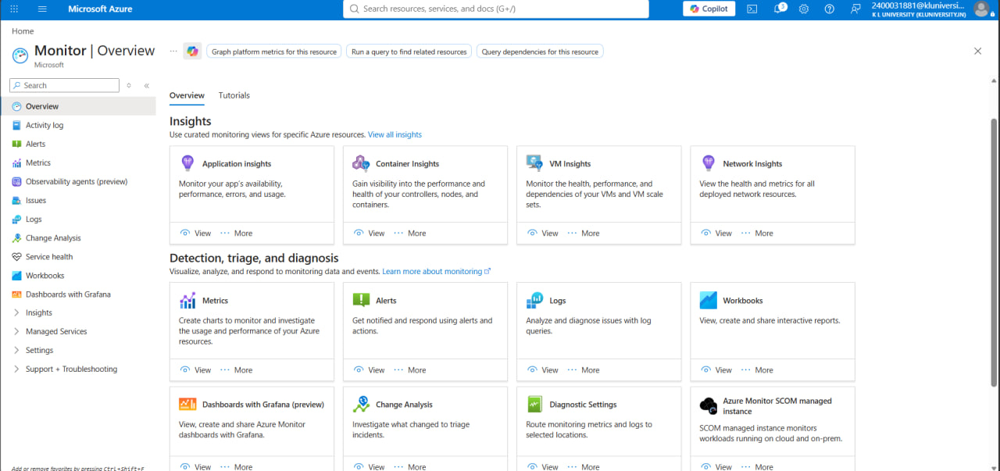 Microsoft Azure
Search resources, services, and docs (G+/)
Copilot
3
2400031881@kluniversi...
K L UNIVERSITY (KLUNIVERSITY.IN)
Home
Monitor | Overview
Microsoft
Graph platform metrics for this resource
Run a query to find related resources
Query dependencies for this resource
Search
Overview
Activity log
Alerts
Metrics
Observability agents (preview)
Issues
Logs
Change Analysis
Service health
Workbooks
Dashboards with Grafana
Insights
Managed Services
Settings
Support + Troubleshooting
Add or remove favorites by pressing Ctrl+Shift+F
Overview
Tutorials
Insights
Use curated monitoring views for specific Azure resources. View all insights
Application insights
Monitor your app's availability,
performance, errors, and usage.
View
More
Container Insights
Gain visibility into the performance and
health of your controllers, nodes, and
containers.
View
More
VM Insights
Monitor the health, performance, and
dependencies of your VMs and VM scale
sets.
View
More
Network Insights
View the health and metrics for all
deployed network resources.
View
More
Detection, triage, and diagnosis
Visualize, analyze, and respond to monitoring data and events. Learn more about monitoring
Metrics
Create charts to monitor and investigate
the usage and performance of your Azure
resources.
View
More
Alerts
Get notified and respond using alerts and
actions.
View
More
Logs
Analyze and diagnose issues with log
queries.
View
More
Workbooks
View, create and share interactive reports.
View
More
Dashboards with Grafana (preview)
View, create and share Azure Monitor
dashboards with Grafana.
View
More
Change Analysis
Investigate what changed to triage
incidents.
View
More
Diagnostic Settings
Route monitoring metrics and logs to
selected locations.
View
More
Azure Monitor SCOM managed
instance
SCOM managed instance monitors
workloads running on cloud and on-prem.
View
More